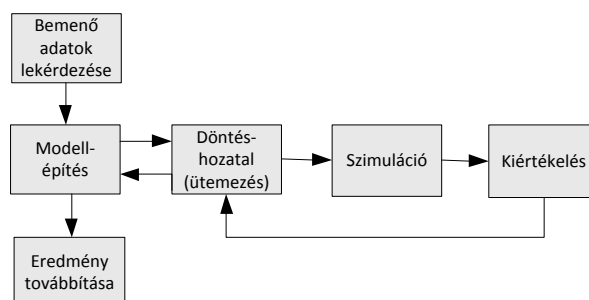 Bemenő
adatok
lekérdezése
Modell-
építés
Döntés-
hozatal
(ütemezés)
Szimuláció
Kiértékelés
Eredmény
továbbítása